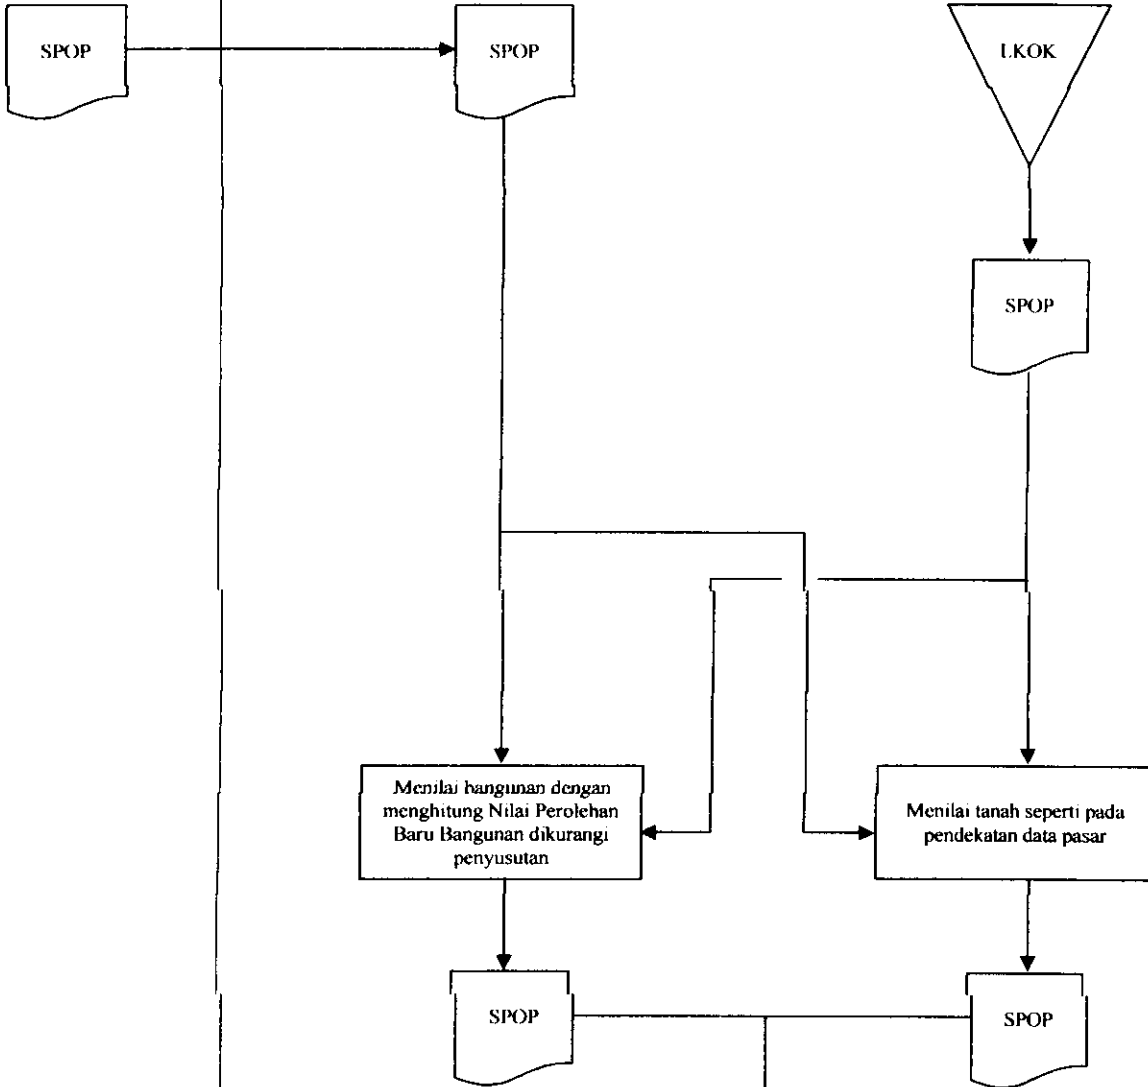 SPOP
SPOP
LKOK
SPOP
Menilai bangunan dengan
menghitung Nilai Perolehan
Baru Bangunan dikurangi
penyusutan
Menilai tanah seperti pada
pendekatan data pasar
SPOP
SPOP